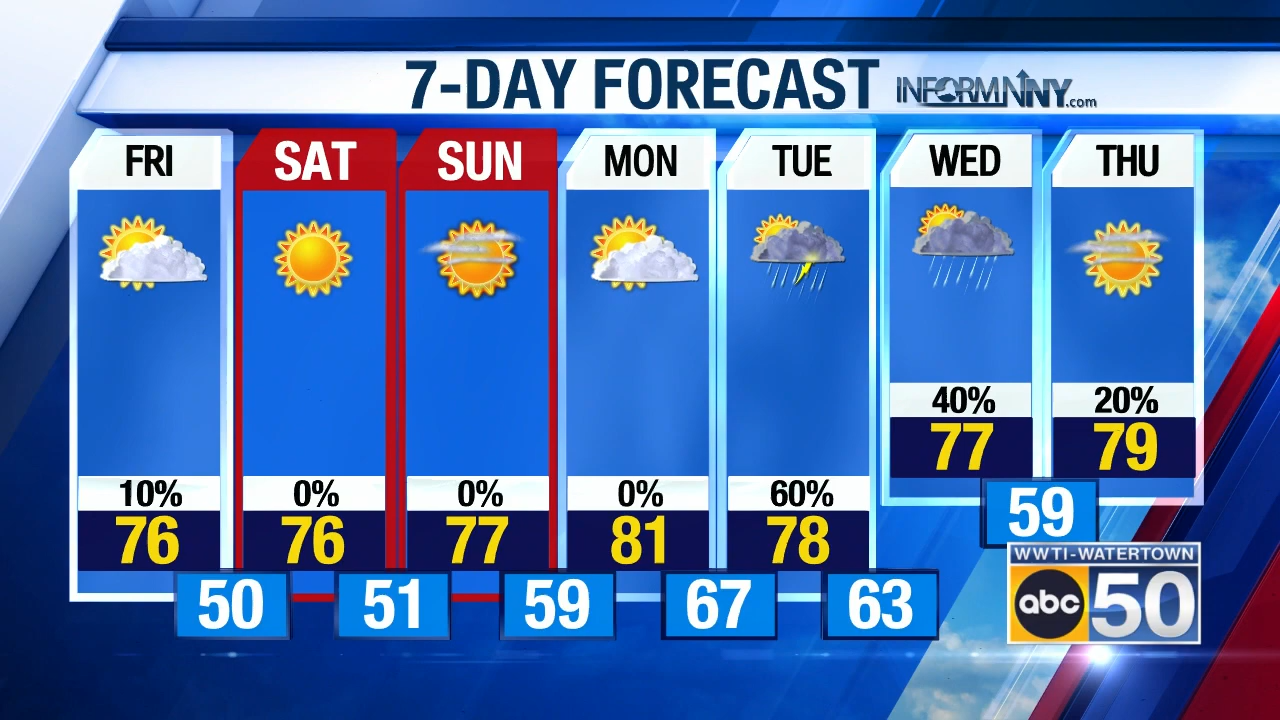 7-DAY FORECAST INFORMNNY.com
FRI SAT SUN MON TUE WED THU
40% 20%
77 79
10% 0% 0% 0% 60%
76 76 77 81 78
59
50 51 59 67 63
WWTI-WATERTOWN
abc 50